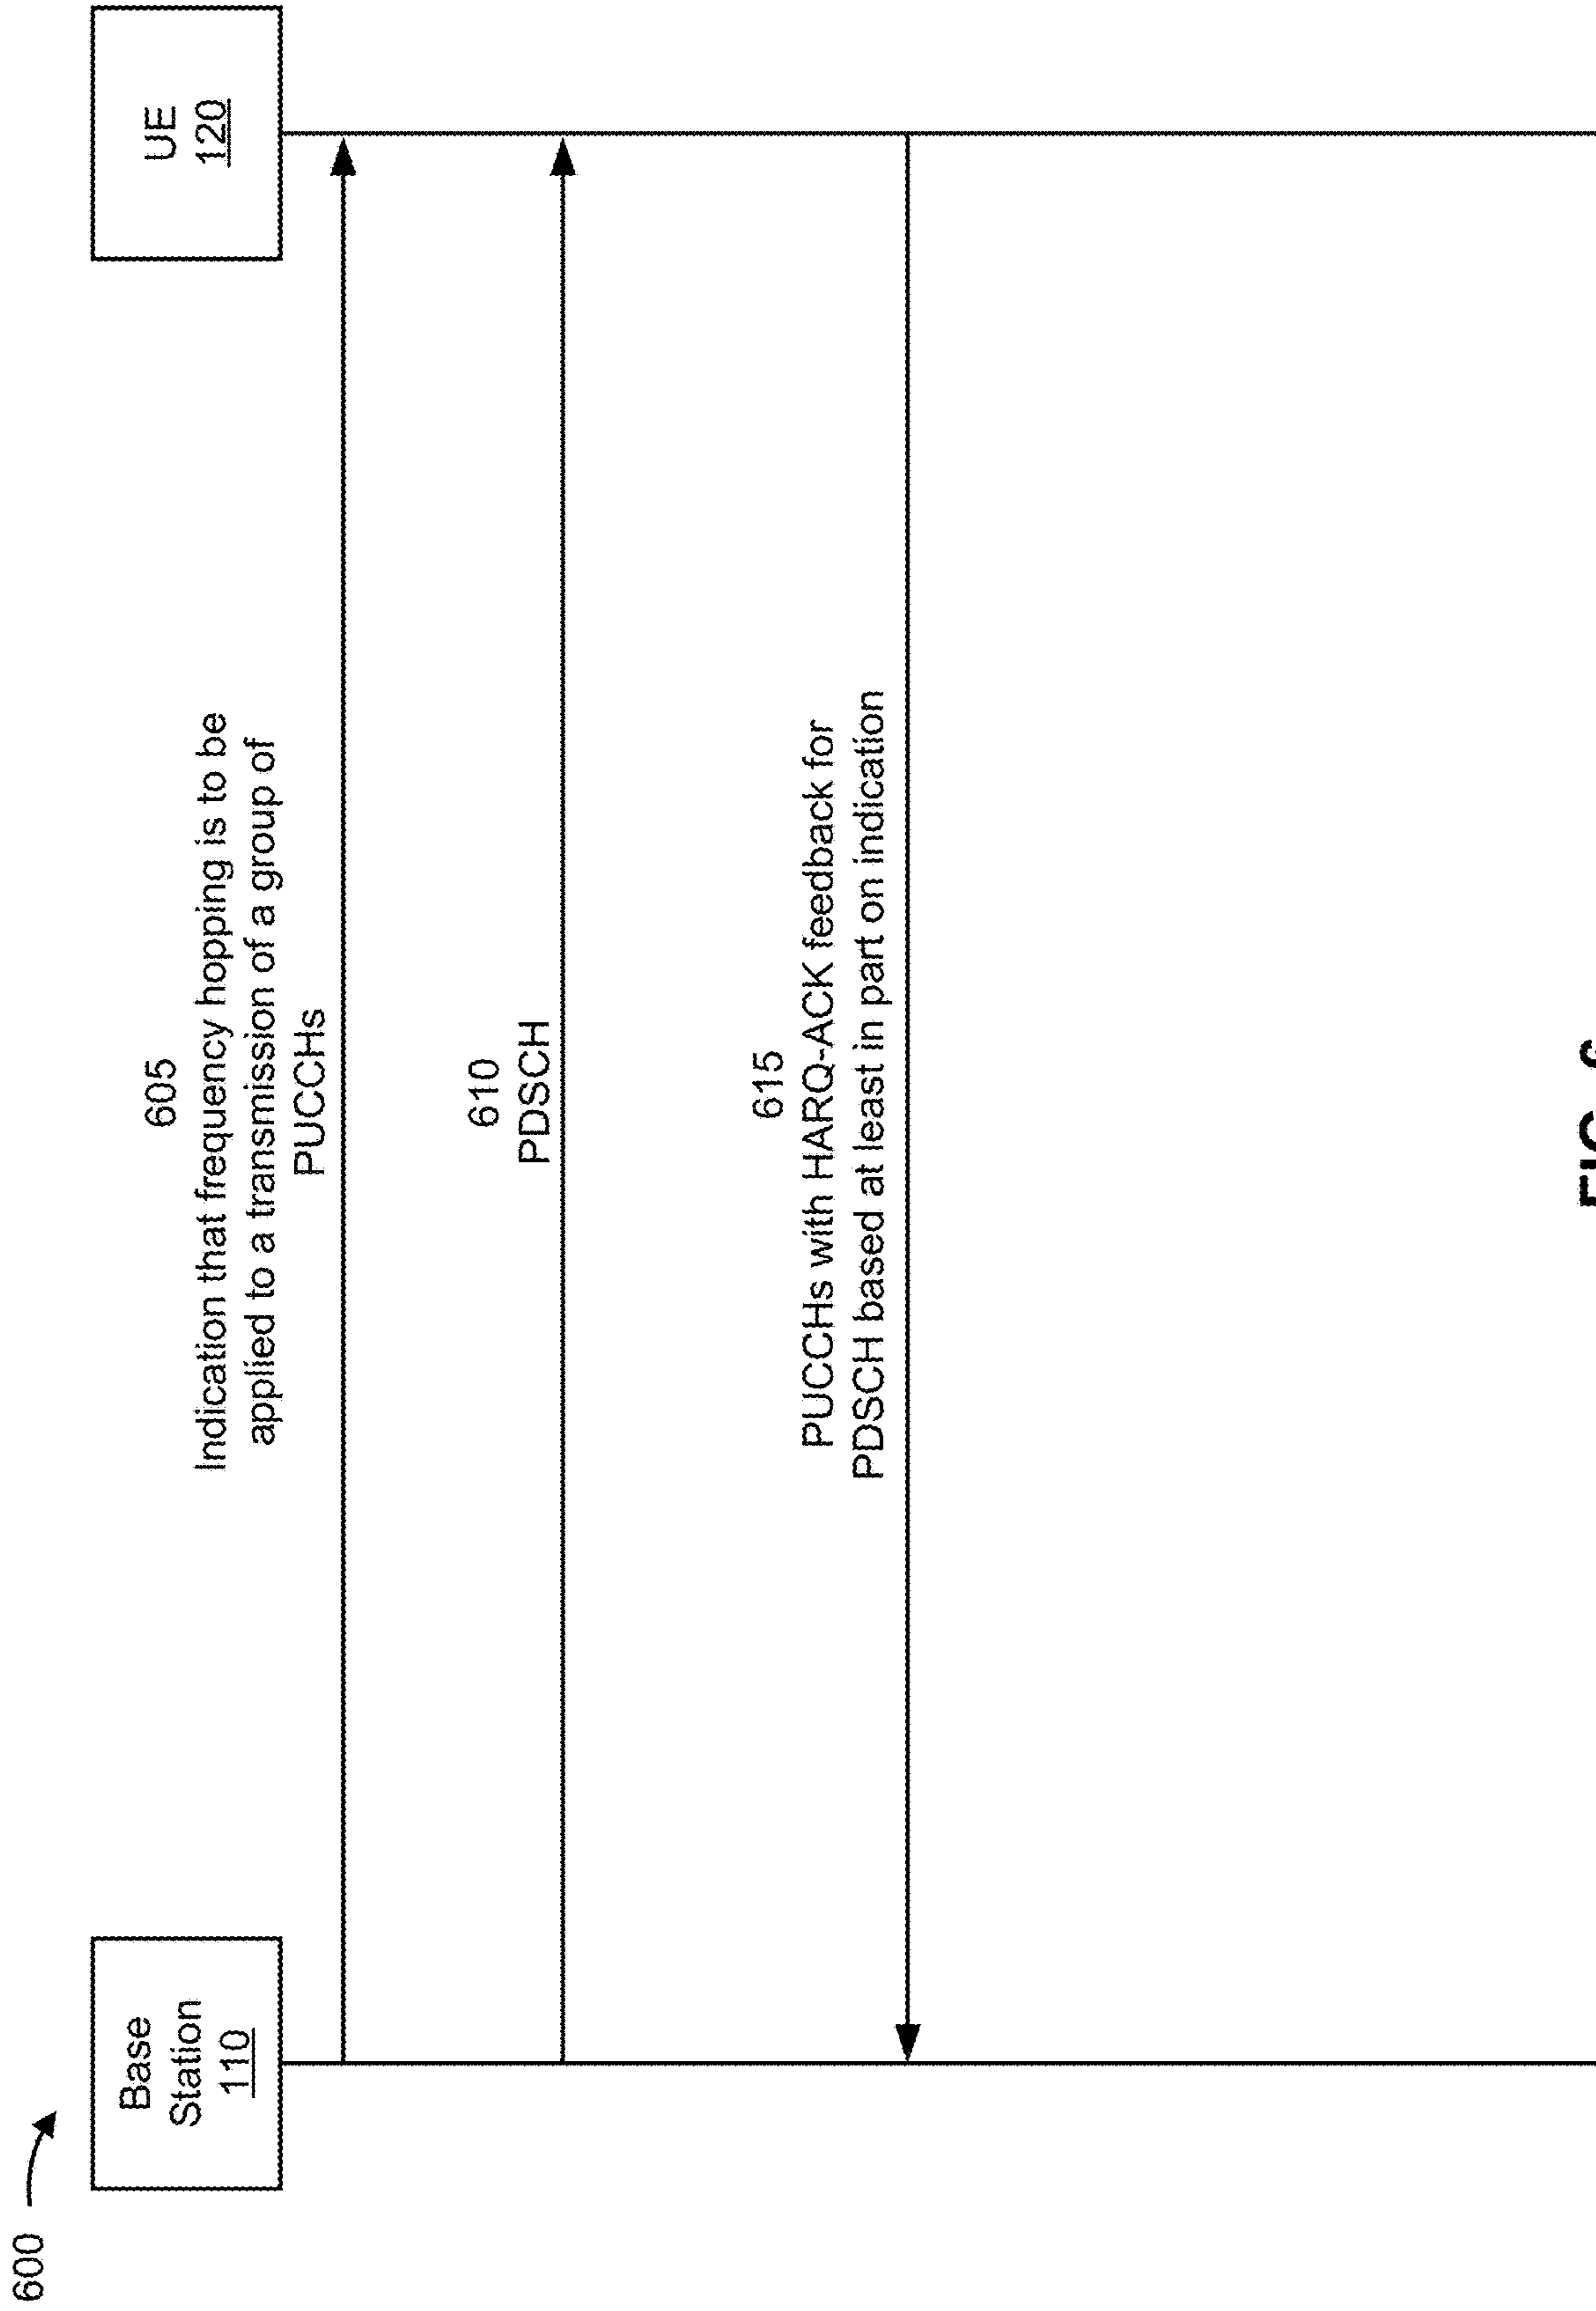 600
Base
Station
110
UE
120
605
Indication that frequency hopping is to be
applied to a transmission of a group of
PUCCHs
610
PDSCH
615
PUCCHs with HARQ-ACK feedback for
PDSCH based at least in part on indication